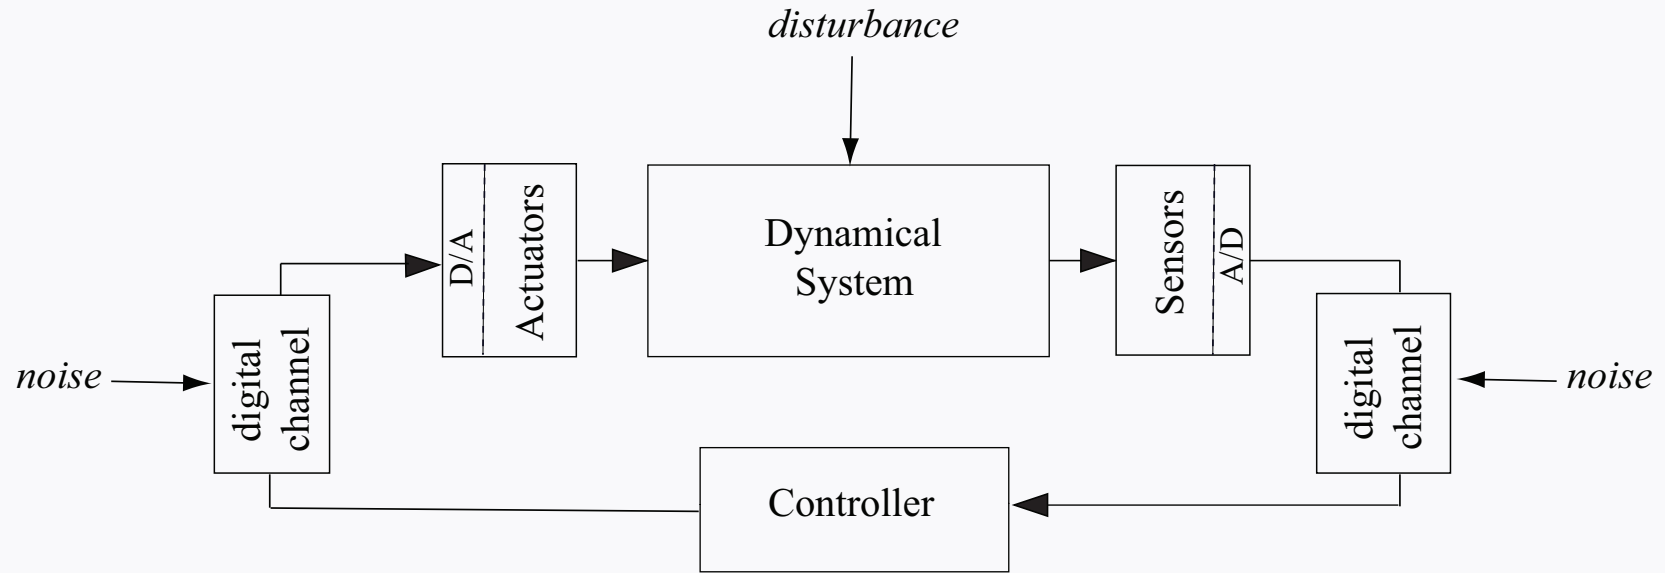 disturbance
D/A
Actuators
Dynamical
System
Sensors
A/D
noise
digital
channel
digital
channel
noise
Controller